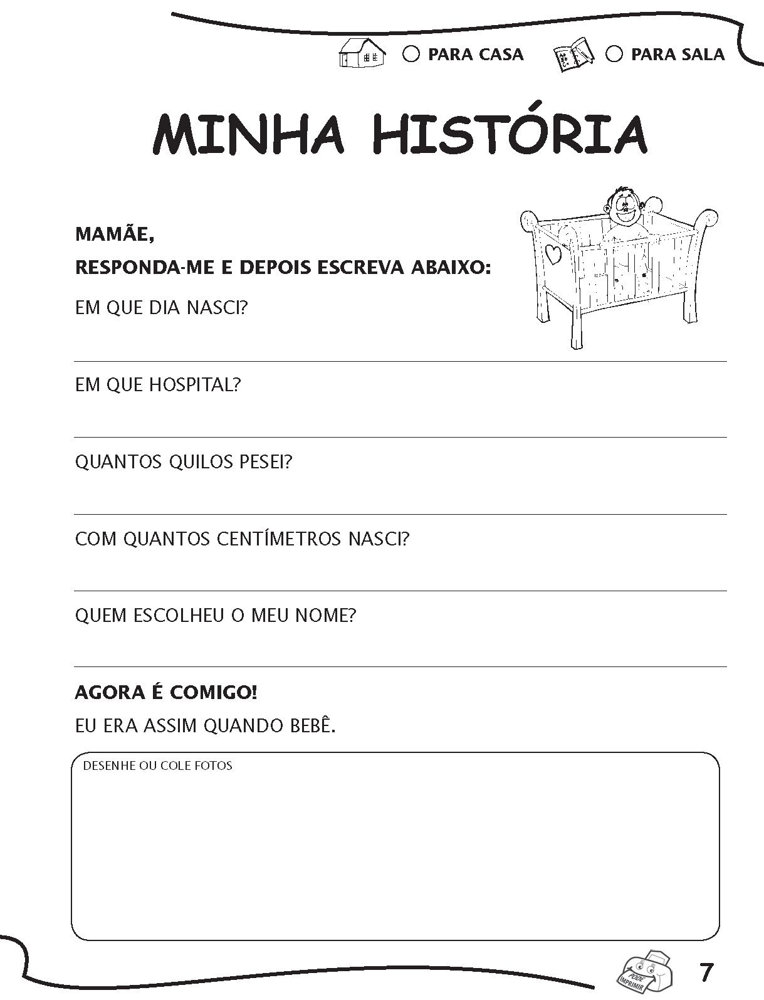 PARA CASA PARA SALA
MINHA HISTÓRIA
MAMÃE,
RESPONDA-ME E DEPOIS ESCREVA ABAIXO:
EM QUE DIA NASCI?
EM QUE HOSPITAL?
QUANTOS QUILOS PESEI?
COM QUANTOS CENTÍMETROS NASCI?
QUEM ESCOLHEU O MEU NOME?
AGORA É COMIGO!
EU ERA ASSIM QUANDO BEBÊ.
DESENHE OU COLE FOTOS
PODE
IMPRIMIR
7